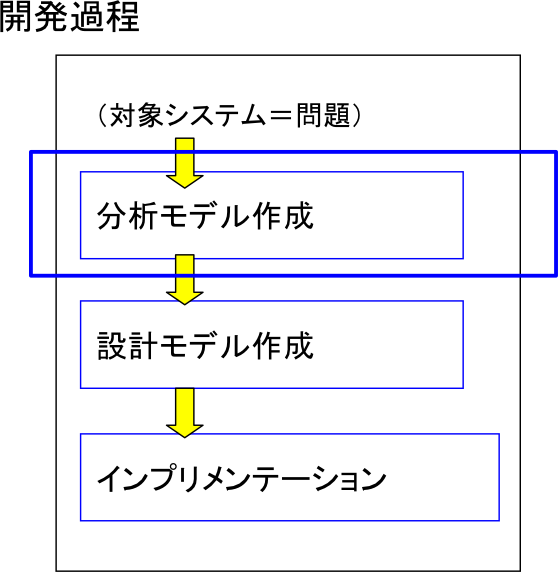 開発過程
（対象システム＝問題）
分析モデル作成
設計モデル作成
インプリメンテーション